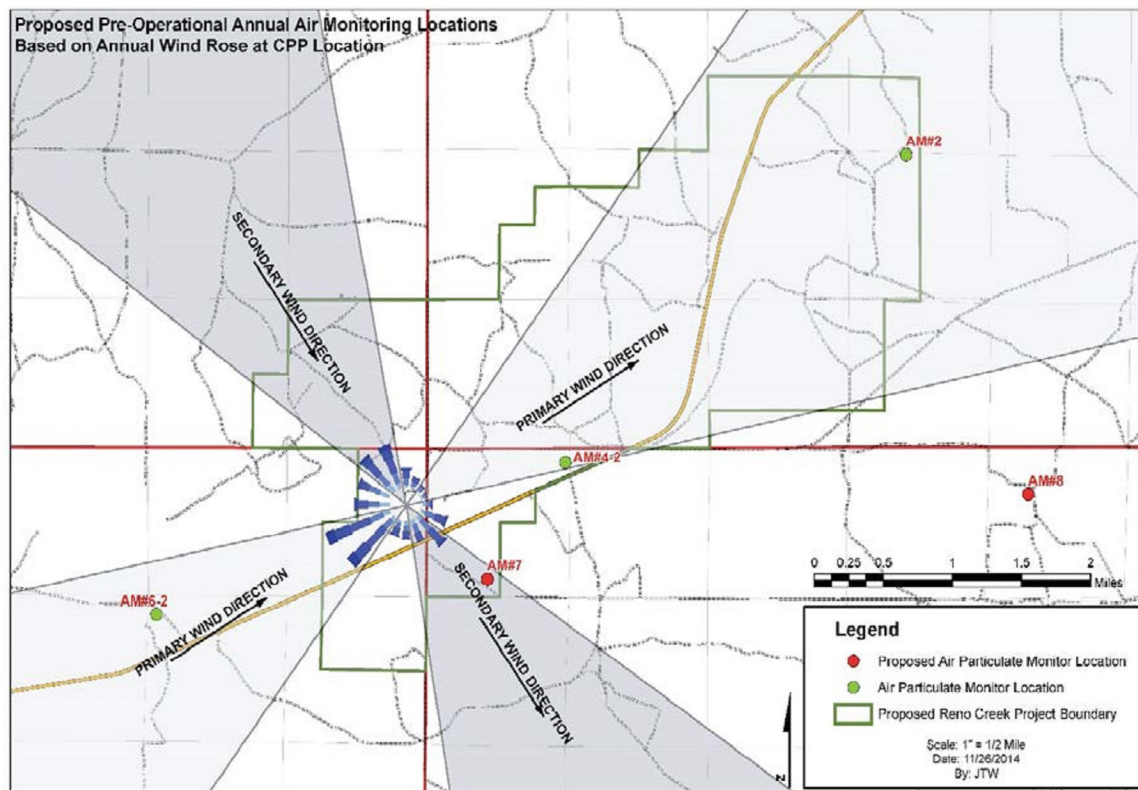 Proposed Pre-Operational Annual Air Monitoring Locations
Based on Annual Wind Rose at CPP Location
AM#2
SECONDARY WIND DIRECTION
PRIMARY WIND DIRECTION
AM#4-2
AM#8
AM#7
0 0.25 0.5 1 1.5 2
Miles
AM#6-2
PRIMARY WIND DIRECTION
SECONDARY WIND DIRECTION
Legend
Proposed Air Particulate Monitor Location
Air Particulate Monitor Location
Proposed Reno Creek Project Boundary
Scale: 1" = 1/2 Mile
Date: 11/26/2014
By: JTW
N